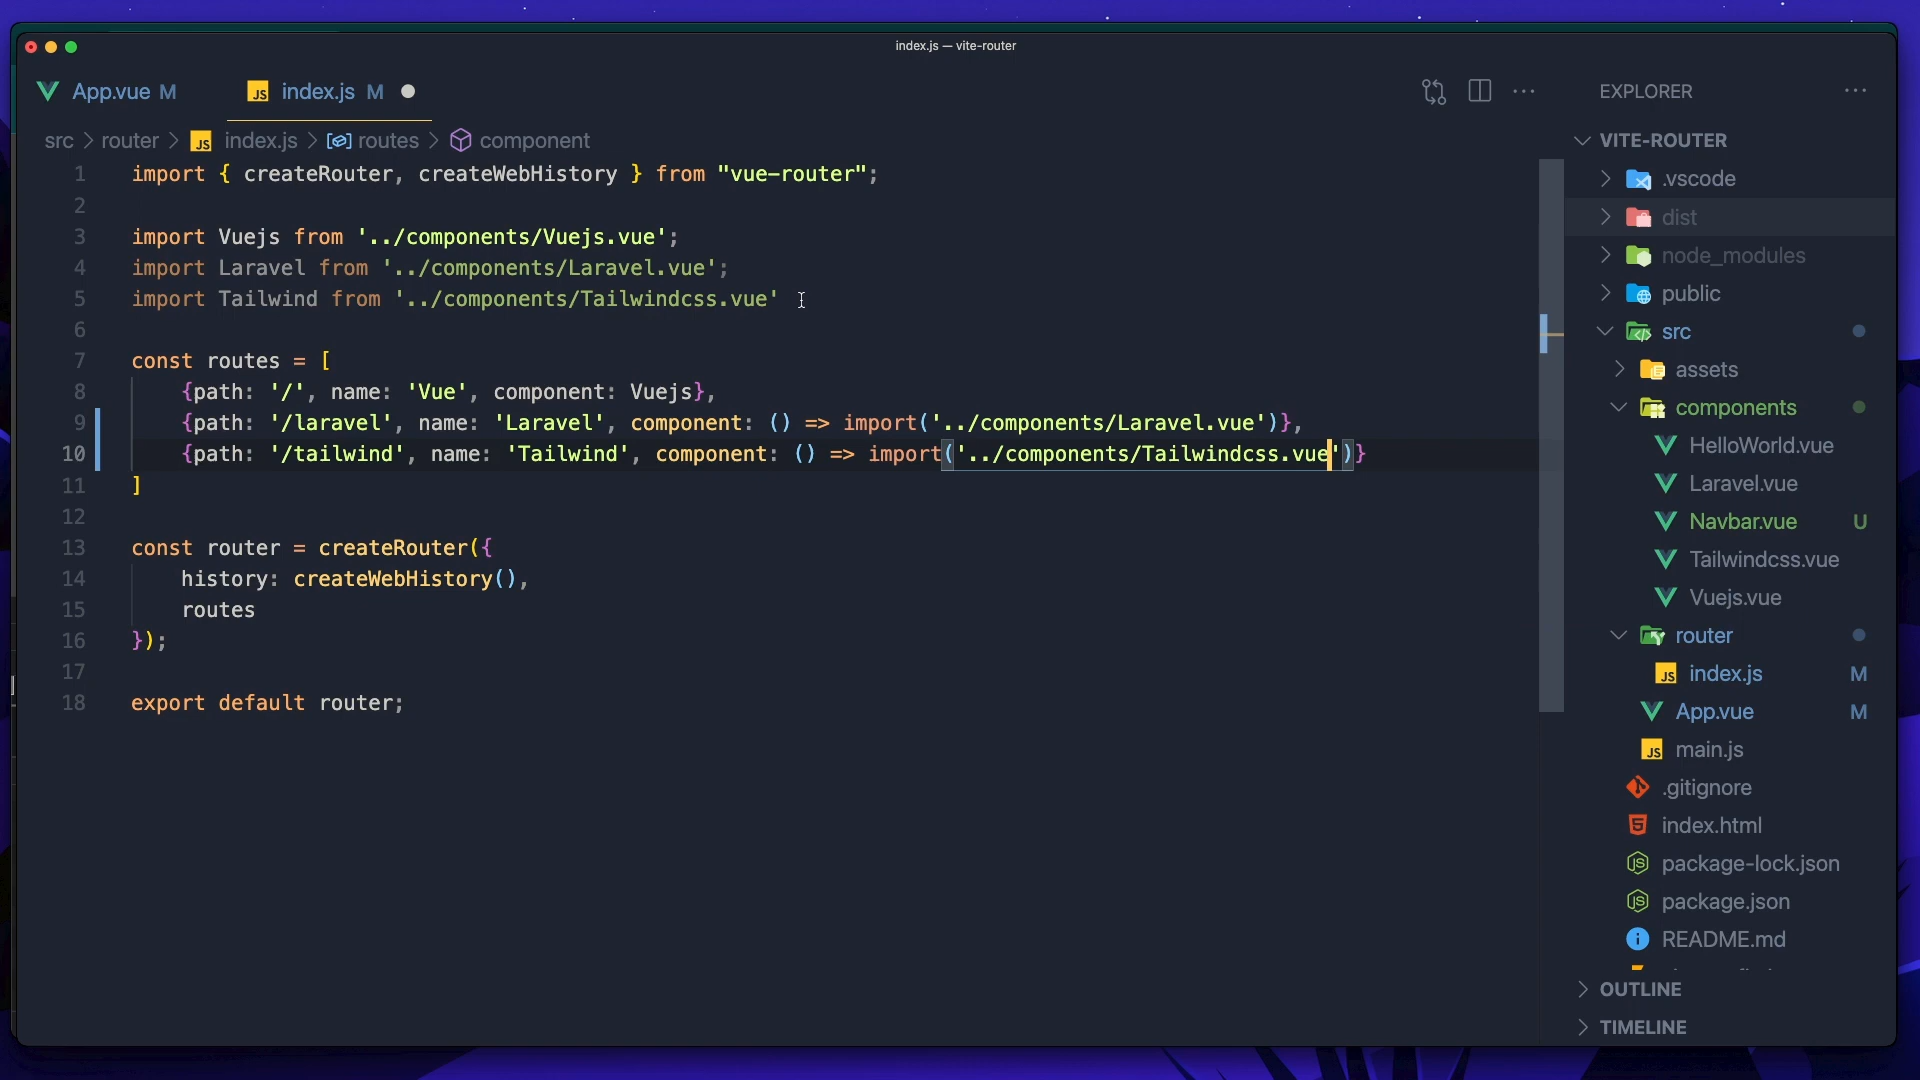 index.js — vite-router
App.vue M
JS index.js M
EXPLORER
src > router > JS index.js > routes > component
VITE-ROUTER
1 import { createRouter, createWebHistory } from "vue-router";
2
3 import Vuejs from '../components/Vuejs.vue';
4 import Laravel from '../components/Laravel.vue';
5 import Tailwind from '../components/Tailwindcss.vue'
6
7 const routes = [
8 {path: '/', name: 'Vue', component: Vuejs},
9 {path: '/laravel', name: 'Laravel', component: () => import('../components/Laravel.vue')},
10 {path: '/tailwind', name: 'Tailwind', component: () => import('../components/Tailwindcss.vue')}
11 ]
12
13 const router = createRouter({
14 history: createWebHistory(),
15 routes
16 });
17
18 export default router;
.vscode
dist
node_modules
public
src
assets
components
HelloWorld.vue
Laravel.vue
Navbar.vue U
Tailwindcss.vue
Vuejs.vue
router
JS index.js M
App.vue M
JS main.js
.gitignore
index.html
package-lock.json
package.json
README.md
OUTLINE
TIMELINE